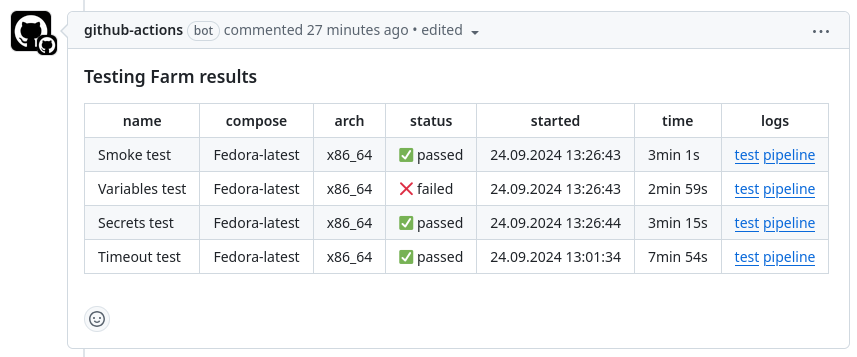 github-actions bot commented 27 minutes ago • edited
Testing Farm results
name compose arch status started time logs
Smoke test Fedora-latest x86_64 ✅ passed 24.09.2024 13:26:43 3min 1s test pipeline
Variables test Fedora-latest x86_64 ❌ failed 24.09.2024 13:26:43 2min 59s test pipeline
Secrets test Fedora-latest x86_64 ✅ passed 24.09.2024 13:26:44 3min 15s test pipeline
Timeout test Fedora-latest x86_64 ✅ passed 24.09.2024 13:01:34 7min 54s test pipeline